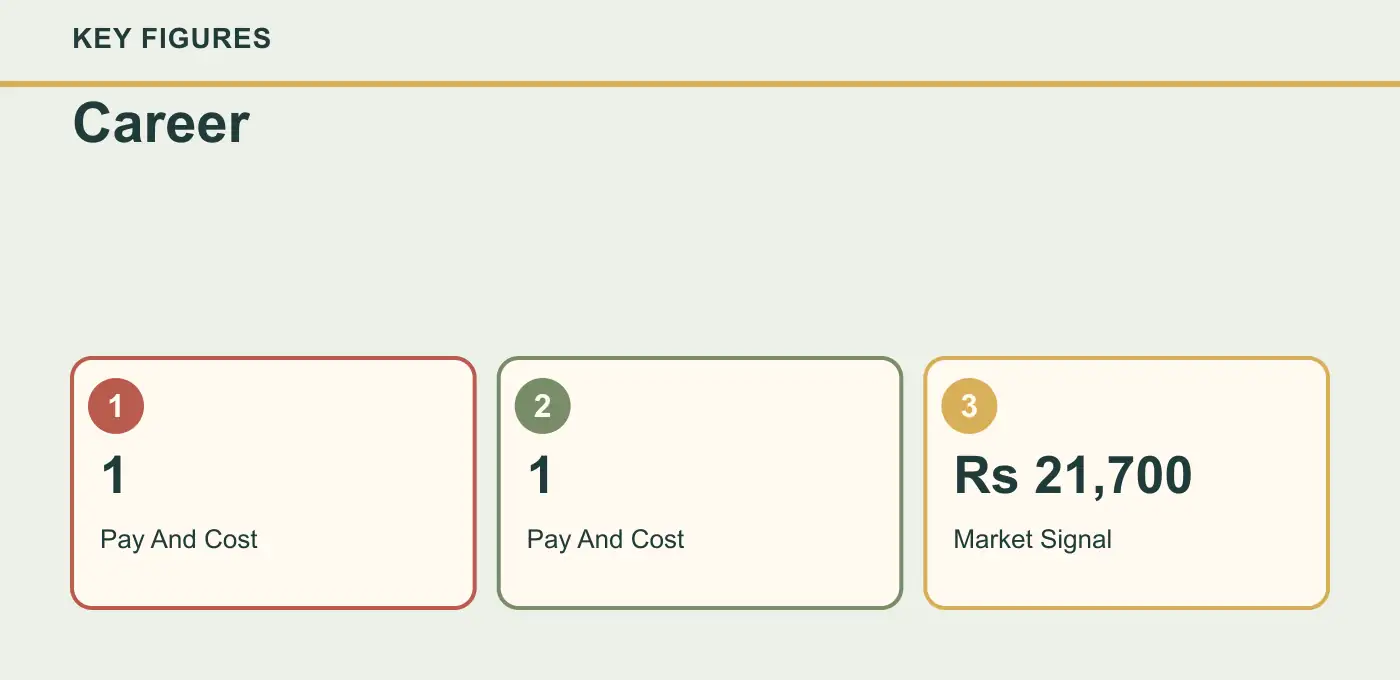 KEY FIGURES
Career
1
1
Pay And Cost
2
1
Pay And Cost
3
Rs 21,700
Market Signal